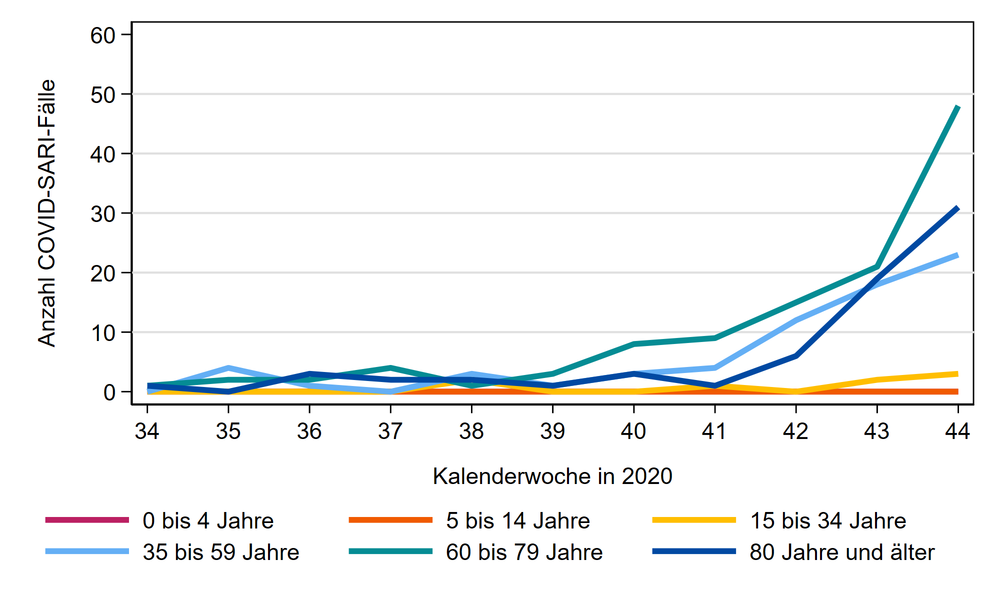 Anzahl COVID-SARI-Fälle
60
50
40
30
20
10
0
34 35 36 37 38 39 40 41 42 43 44
Kalenderwoche in 2020
0 bis 4 Jahre 5 bis 14 Jahre 15 bis 34 Jahre
35 bis 59 Jahre 60 bis 79 Jahre 80 Jahre und älter